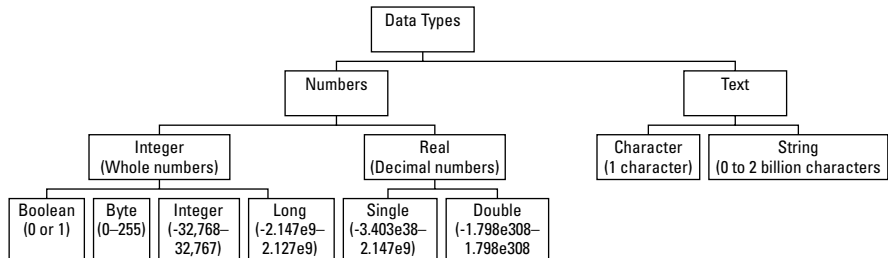 Data Types
Numbers
Text
Integer
(Whole numbers)
Real
(Decimal numbers)
Character
(1 character)
String
(0 to 2 billion characters
Boolean
(0 or 1)
Byte
(0–255)
Integer
(-32,768–
32,767)
Long
(-2.147e9–
2.127e9)
Single
(-3.403e38–
2.147e9)
Double
(-1.798e308–
1.798e308